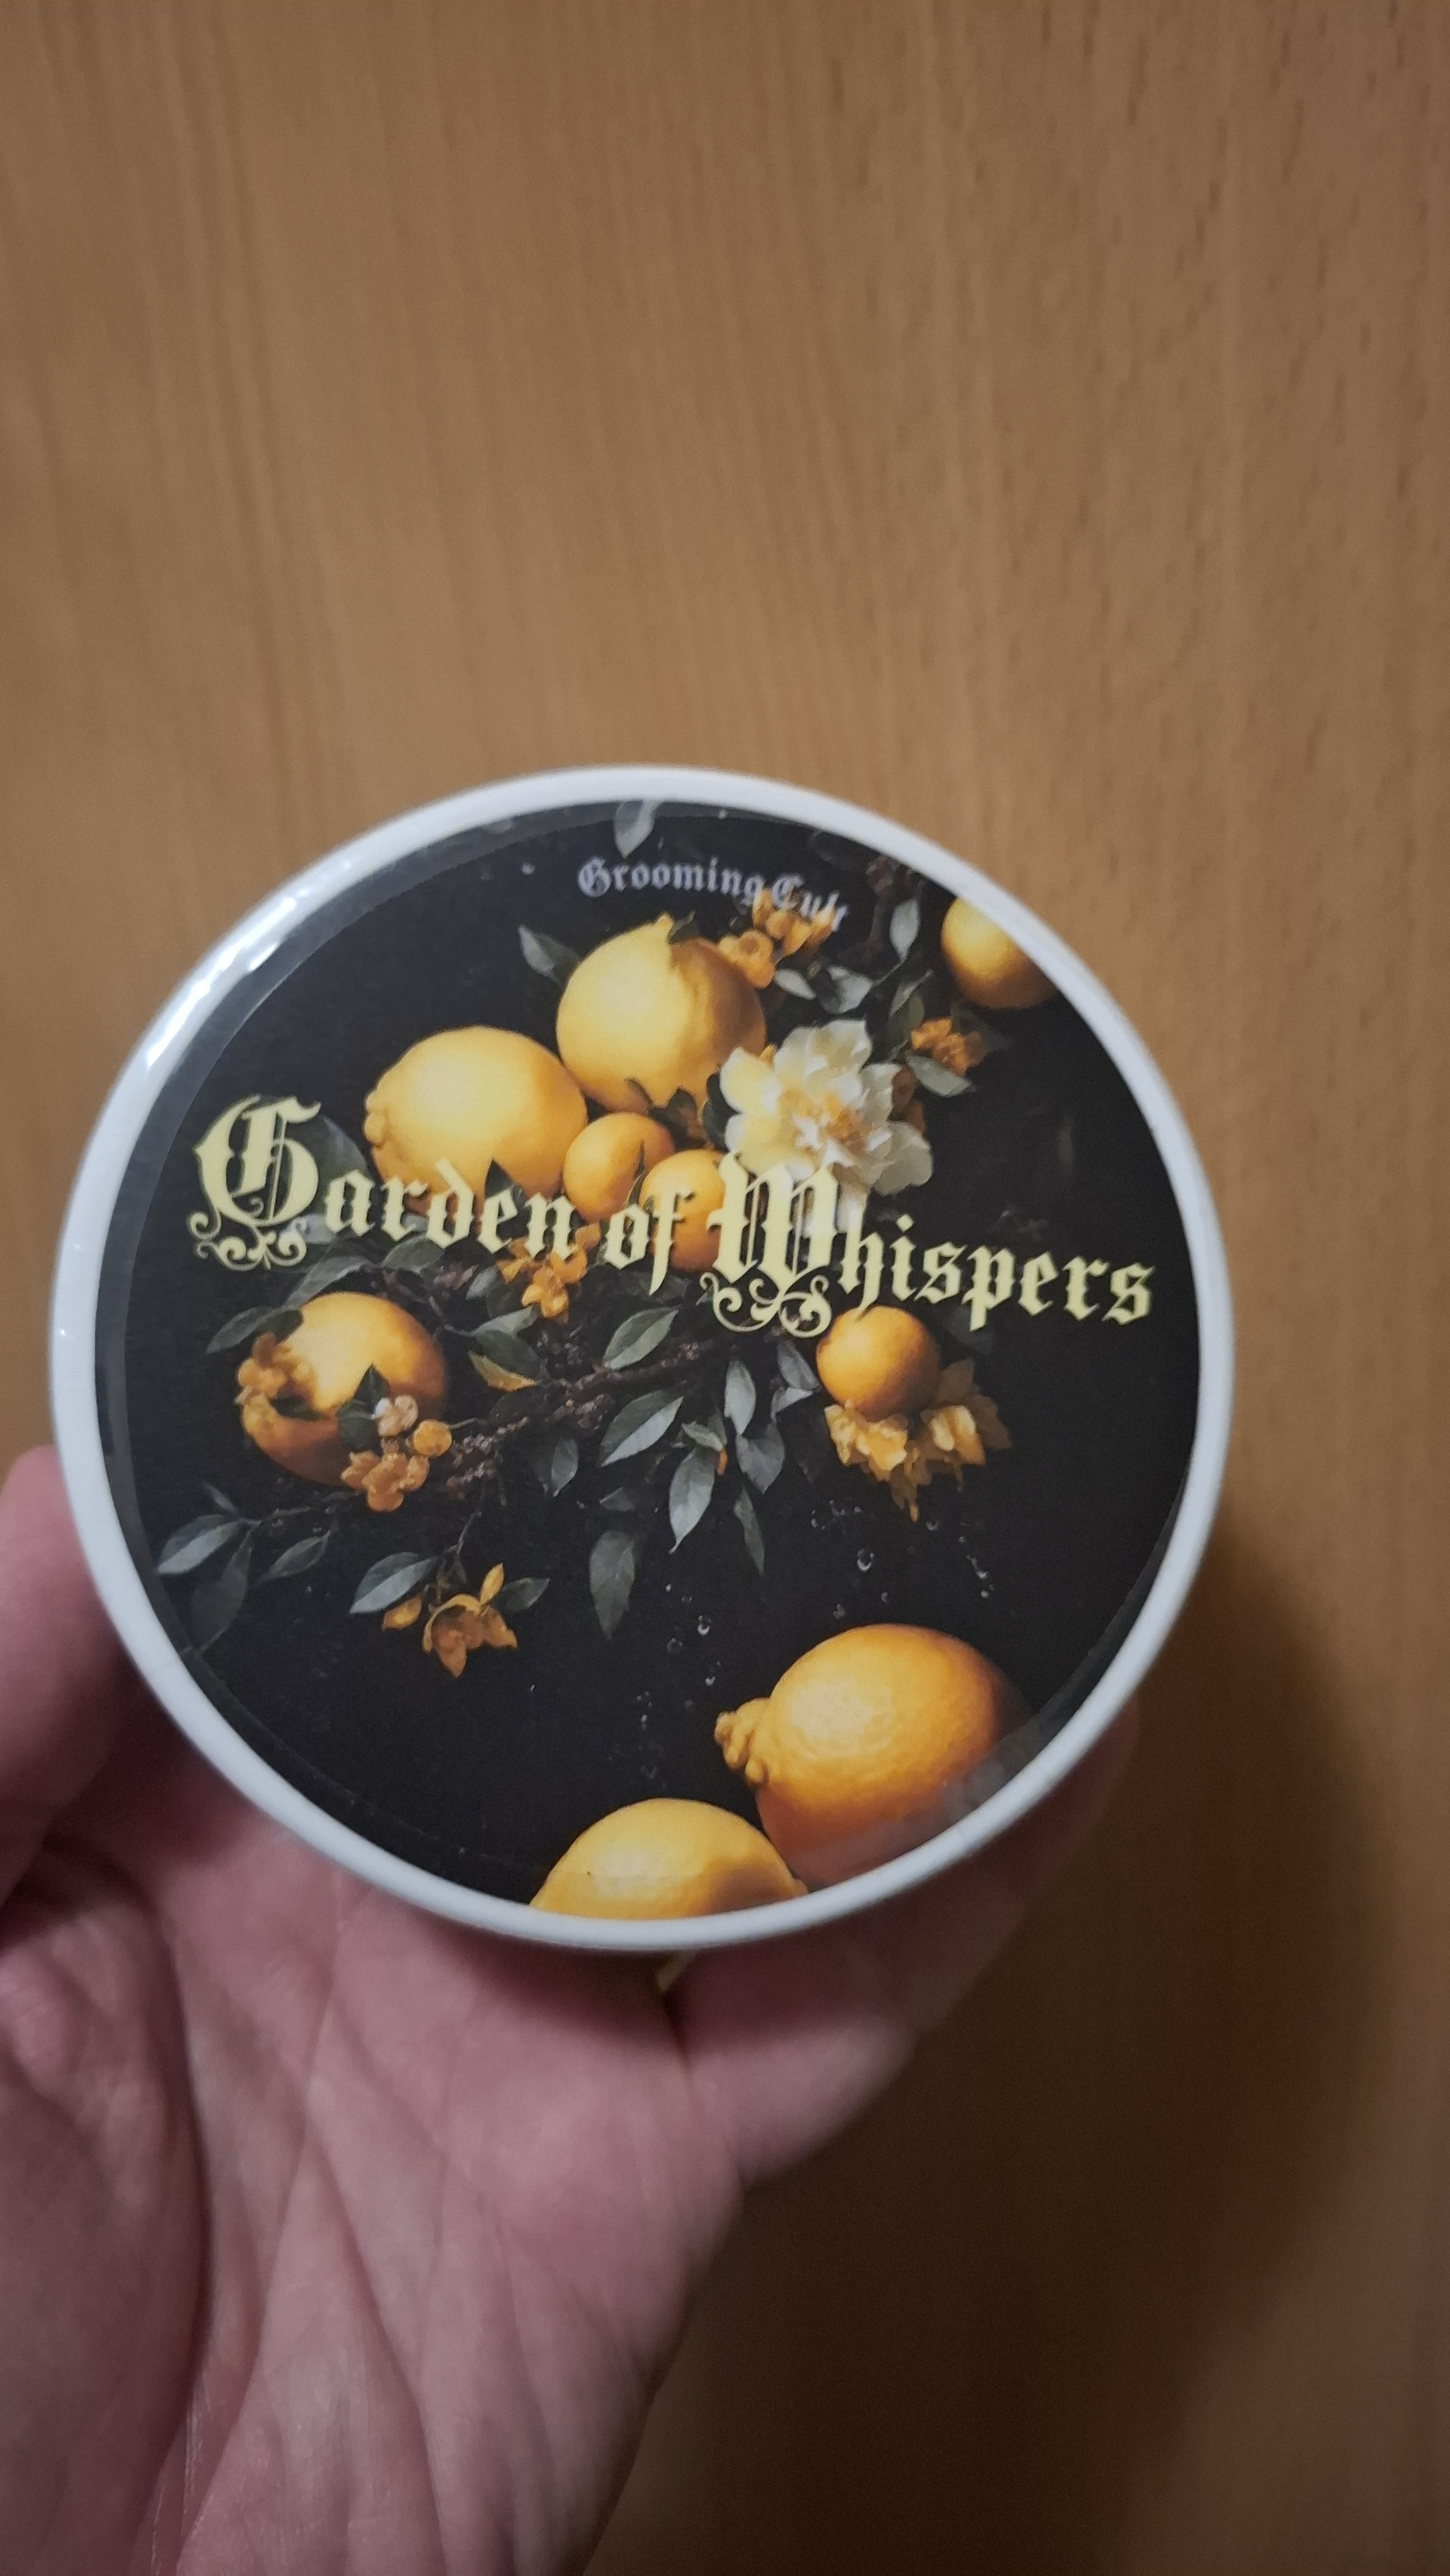 Grooming Cult
Garden of Whispers